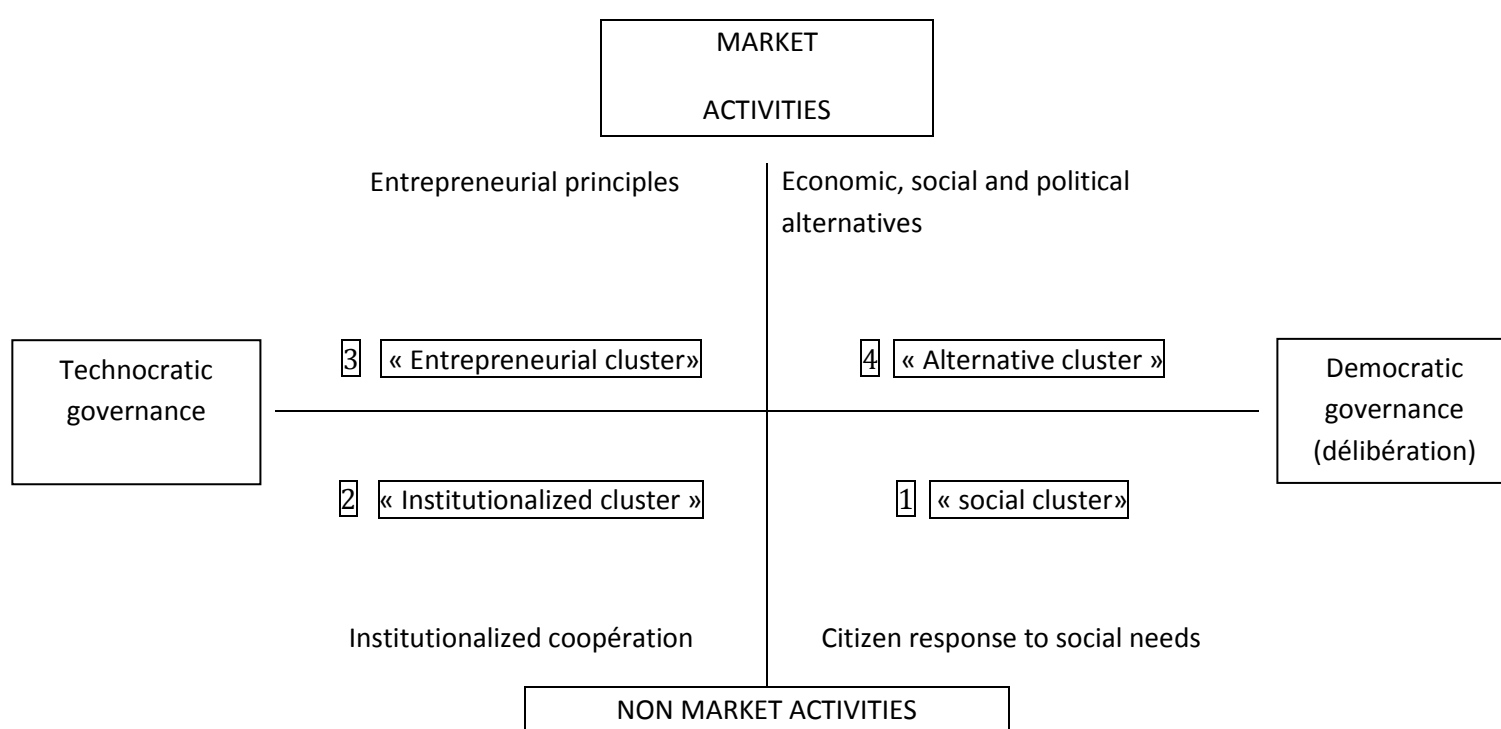 MARKET
ACTIVITIES
Entrepreneurial principles
Economic, social and political
alternatives
Technocratic
governance
3 « Entrepreneurial cluster»
4 « Alternative cluster »
Democratic
governance
(délibération)
2 « Institutionalized cluster »
1 « social cluster»
Institutionalized coopération
Citizen response to social needs
NON MARKET ACTIVITIES